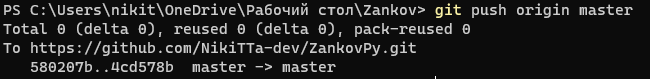 PS C:\Users\nikit\OneDrive\Рабочий стол\Zankov> git push origin master
Total 0 (delta 0), reused 0 (delta 0), pack-reused 0
To https://github.com/NikiTTa-dev/ZankovPy.git
   580207b..4cd578b  master -> master